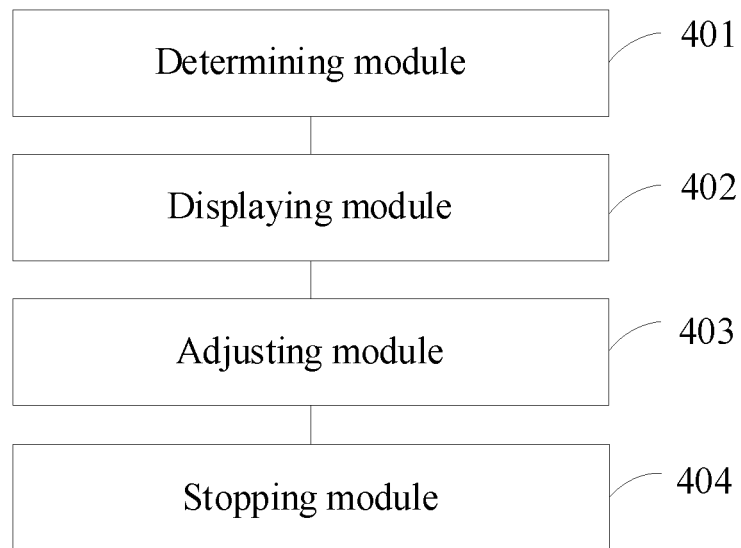 Determining module
401
Displaying module
402
Adjusting module
403
Stopping module
404